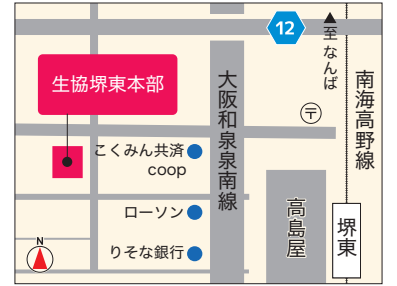 12
▲至 なんば
生協堺東本部
大阪和泉泉南線
南海高野線
〒
こくみん共済
coop
ローソン
高島屋
堺東
りそな銀行
N